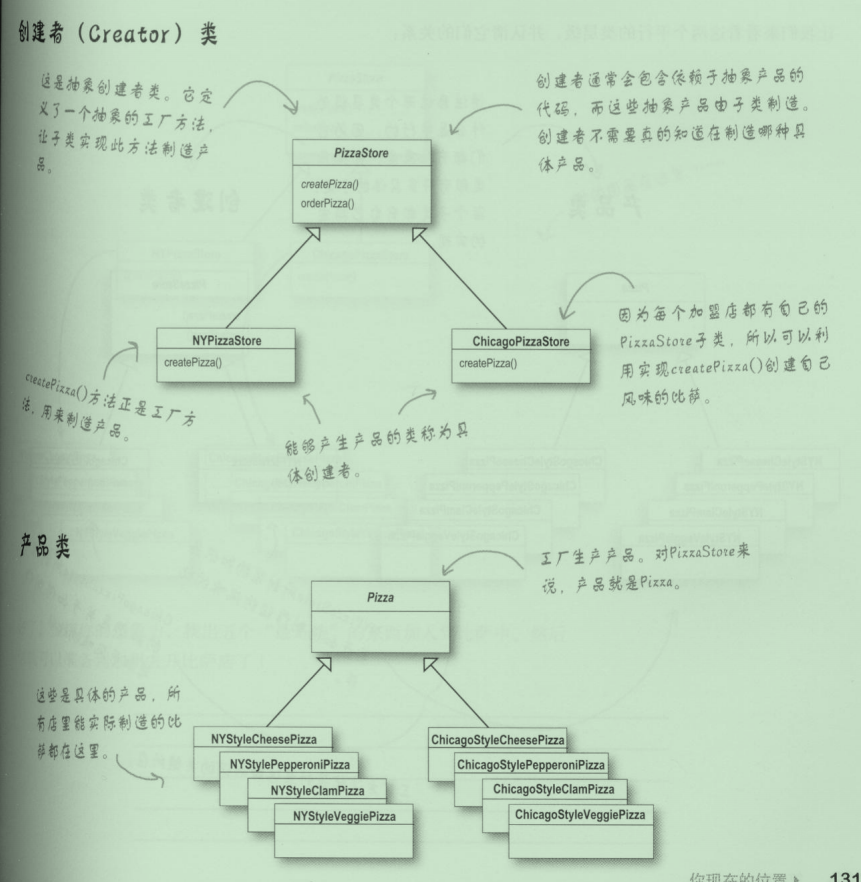 创建者（Creator）类
这是抽象创建者类。它定
义了一个抽象的工厂方法，
让子类实现此方法制造产
品。
创建者通常会包含依赖于抽象产品的
代码，而这些抽象产品由子类制造。
创建者不需要真的知道在制造哪种具
体产品。
PizzaStore
createPizza()
orderPizza()
NYPizzaStore
createPizza()
ChicagoPizzaStore
createPizza()
因为每个加盟店都有自己的
PizzaStore子类，所以可以利
用实现createPizza()创建自己
风味的比萨。
createPizza()方法正是工厂方
法，用来制造产品。
能够产生产品的类称为具
体创建者。
产品类
工厂生产产品。对PizzaStore来
说，产品就是Pizza。
Pizza
这些是具体的产品，所
有店里能实际制造的比
萨都在这里。
NYStyleCheesePizza
NYStylePepperoniPizza
NYStyleClamPizza
NYStyleVeggiePizza
ChicagoStyleCheesePizza
ChicagoStylePepperoniPizza
ChicagoStyleClamPizza
ChicagoStyleVeggiePizza
你现在的位置 131